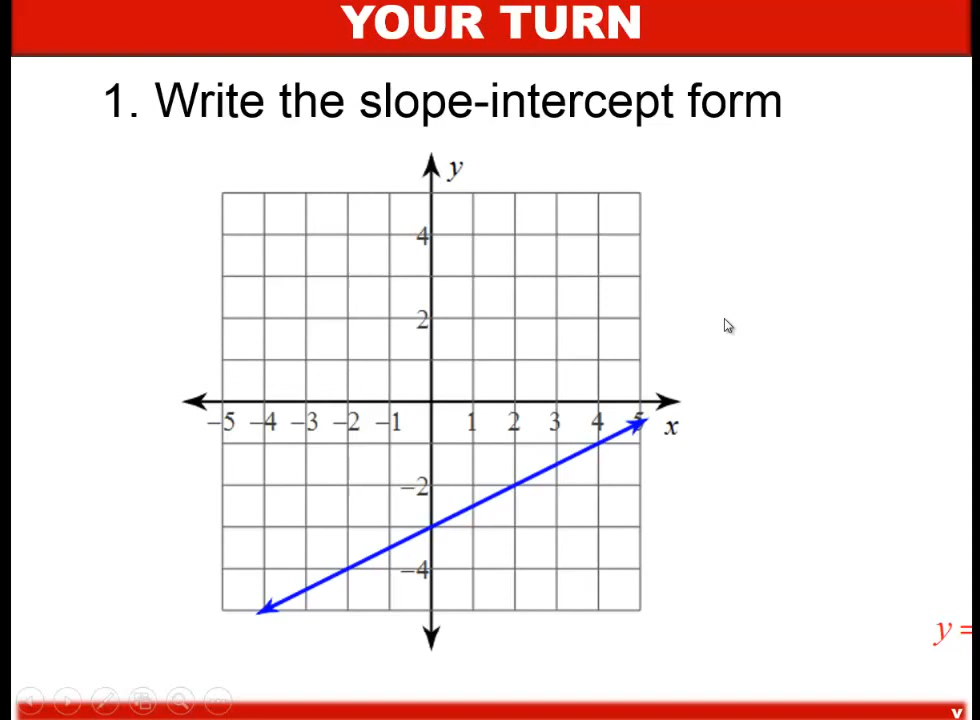 YOUR TURN
1. Write the slope-intercept form
y
4
2
–5 –4 –3 –2 –1 1 2 3 4 5
x
–2
–4
y =
v